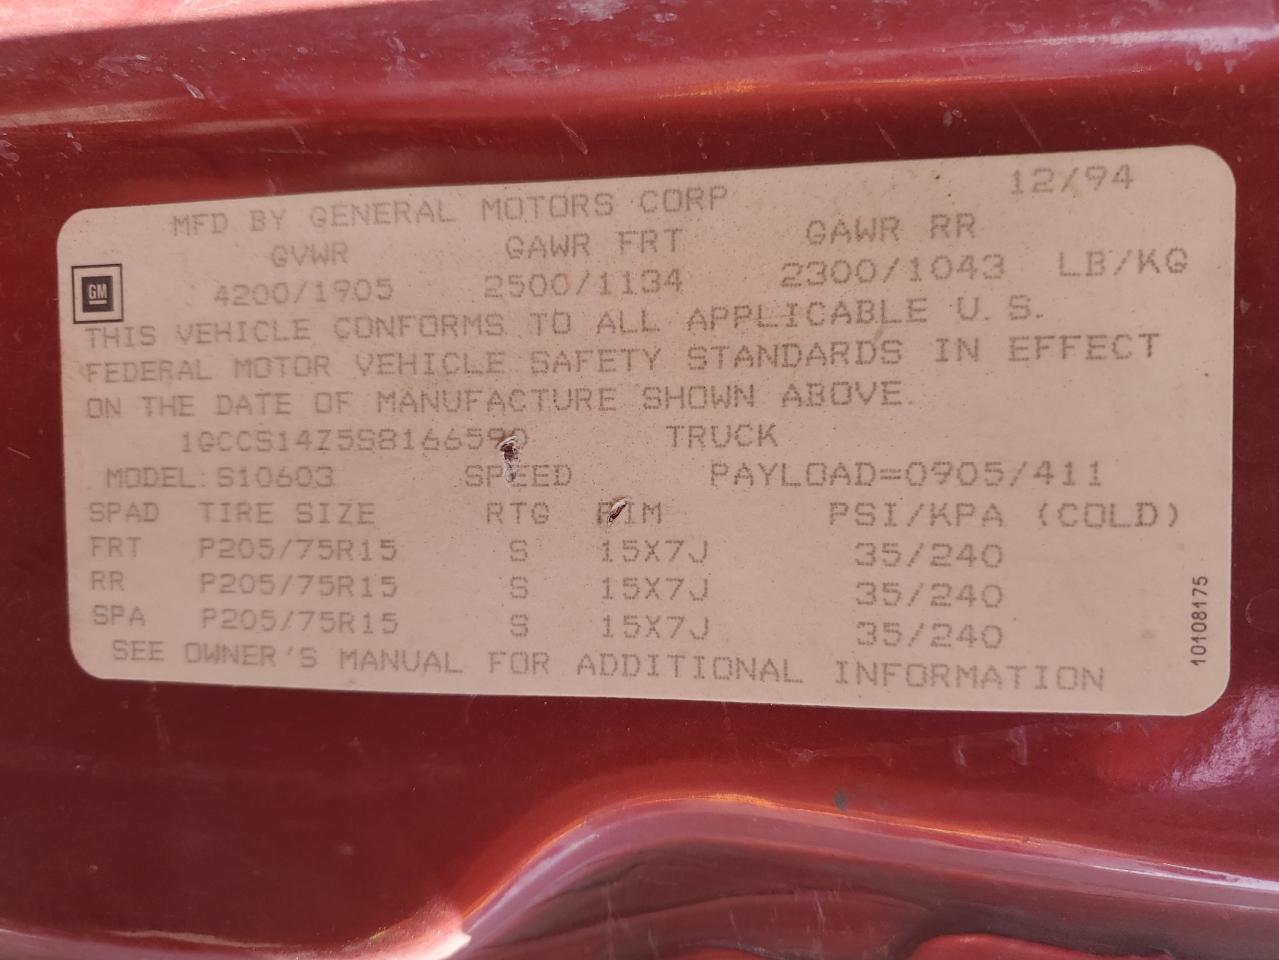 MFD BY GENERAL MOTORS CORP 12/94
GVWR GAWR FRT GAWR RR
4200/1905 2500/1134 2300/1043 LB/KG
GM
THIS VEHICLE CONFORMS TO ALL APPLICABLE U.S.
FEDERAL MOTOR VEHICLE SAFETY STANDARDS IN EFFECT
ON THE DATE OF MANUFACTURE SHOWN ABOVE.
1GCCS14Z5S8166590 TRUCK
MODEL:S10603 SPEED PAYLOAD=0905/411
SPAD TIRE SIZE RTG RIM PSI/KPA (COLD)
FRT P205/75R15 S 15X7J 35/240
RR P205/75R15 S 15X7J 35/240
SPA P205/75R15 S 15X7J 35/240
SEE OWNER'S MANUAL FOR ADDITIONAL INFORMATION
10108175